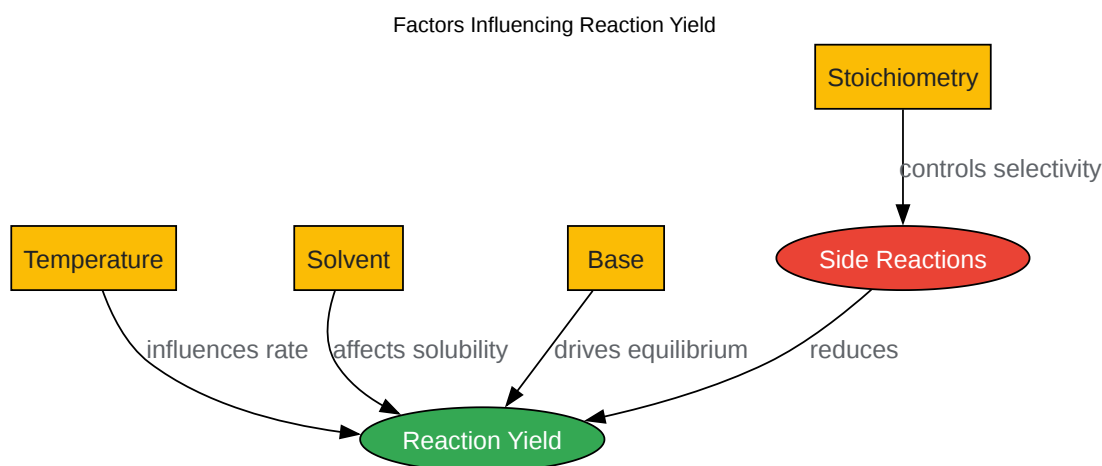 Factors Influencing Reaction Yield
Stoichiometry
controls selectivity
Temperature
Solvent
Base
Side Reactions
influences rate
affects solubility
drives equilibrium
reduces
Reaction Yield